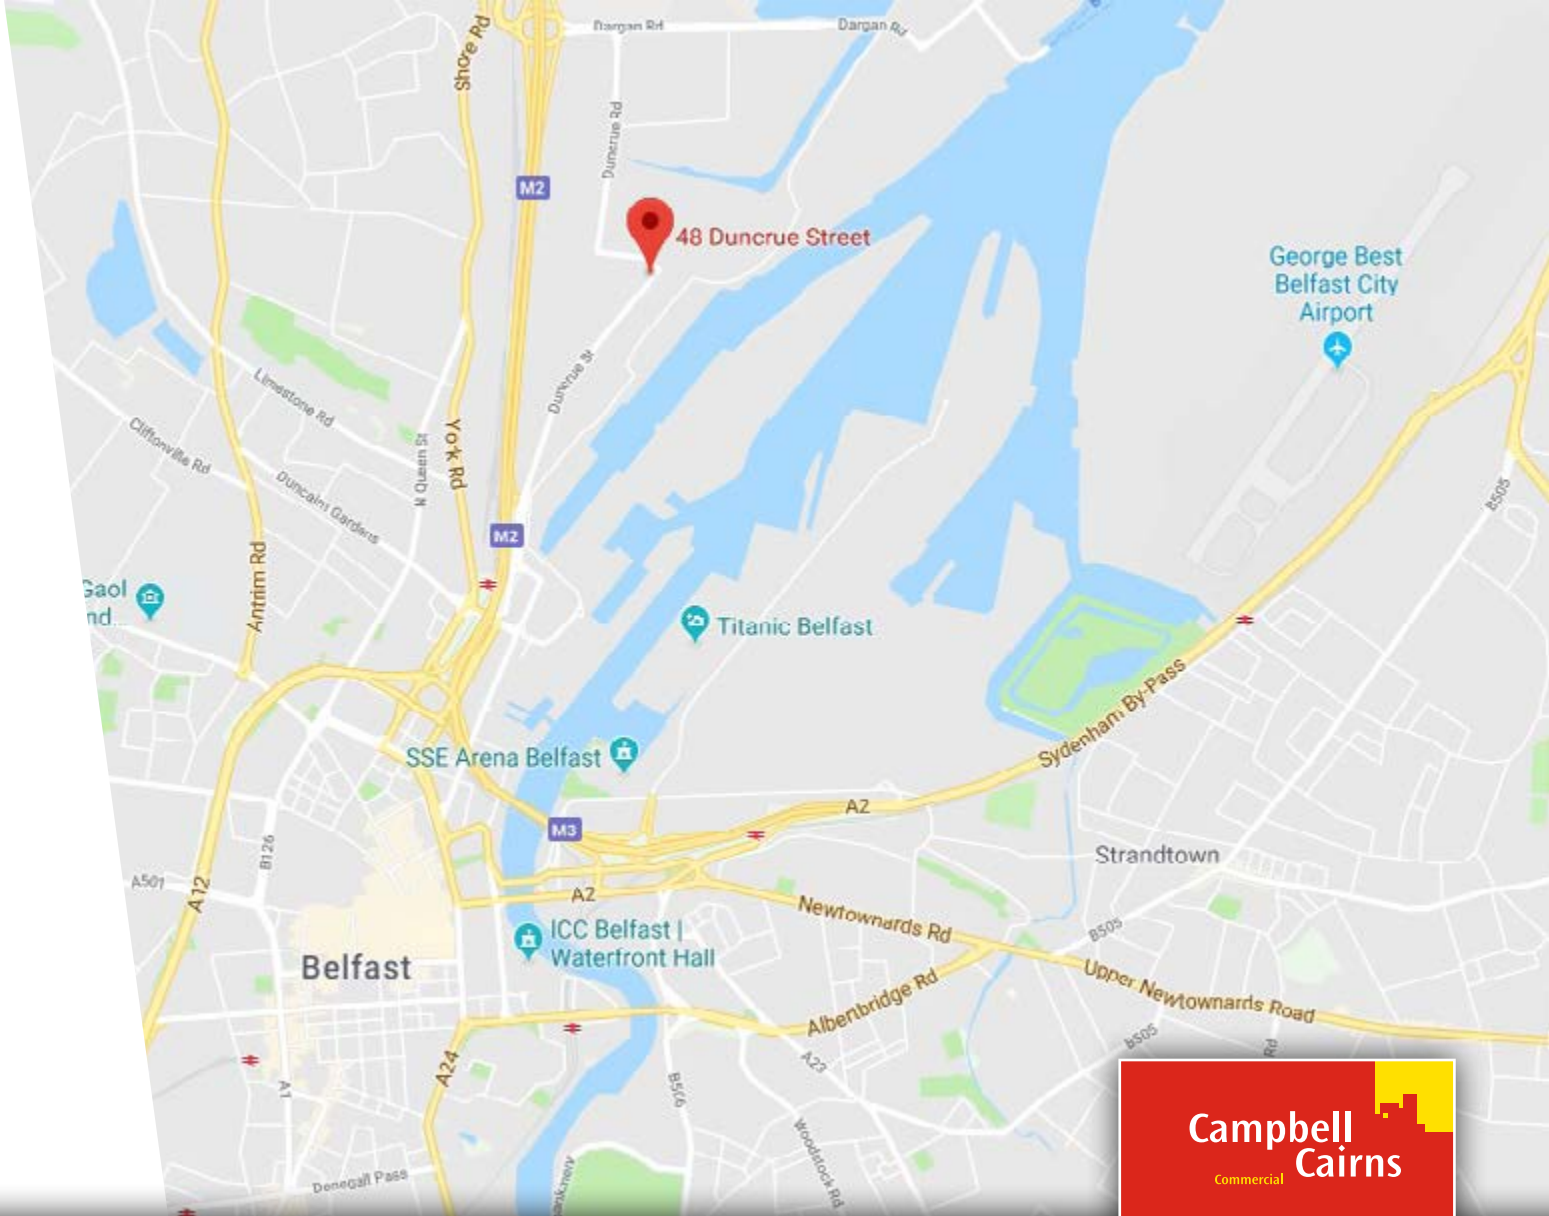 Dargan Rd
Dargan Rd
Shore Rd
Duncrue Rd
M2
48 Duncrue Street
George Best
Belfast City
Airport
Duncrue St
Limestone Rd
Cliftonville Rd
N Queen St
York Rd
Duncairn Gardens
B505
M2
Antrim Rd
Gaol
nd...
Titanic Belfast
Sydenham By-Pass
SSE Arena Belfast
A2
M3
B126
Strandtown
A501
A12
A2
Newtownards Rd
B505
ICC Belfast |
Waterfront Hall
Belfast
Upper Newtownards Road
Albertbridge Rd
B505
Rd
A24
A23
A1
B506
Woodstock Rd
Donegall Pass
Campbell
Cairns
Commercial